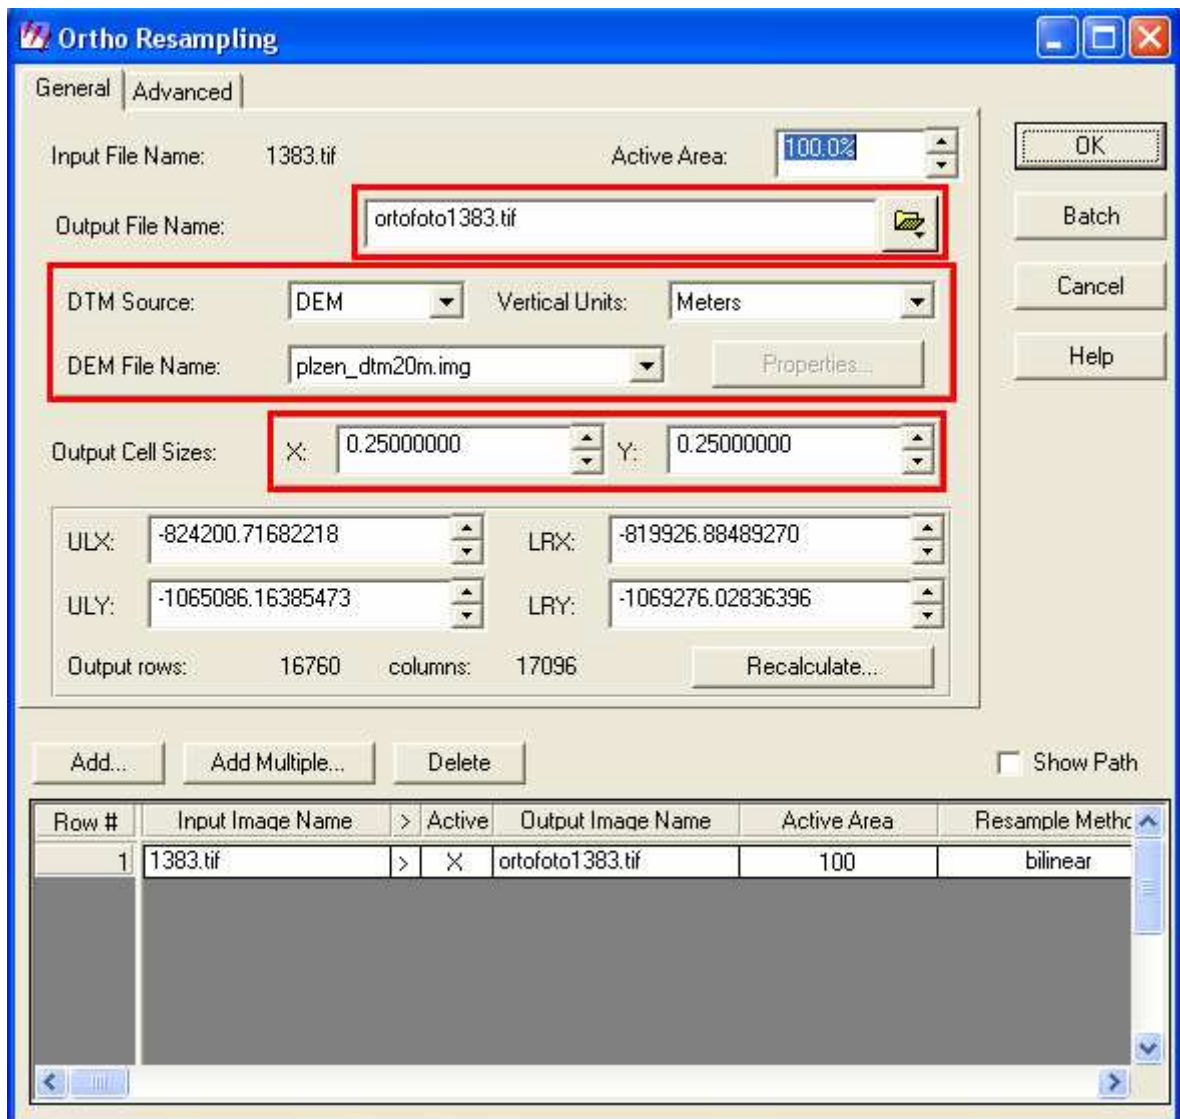 Ortho Resampling
General Advanced
Input File Name: 1383.tif Active Area: 100.0%
OK
Output File Name: ortofoto1383.tif
Batch
DTM Source: DEM Vertical Units: Meters
Cancel
DEM File Name: plzen_dtm20m.img Properties...
Help
Output Cell Sizes: X: 0.25000000 Y: 0.25000000
ULX: -824200.71682218 LRX: -819926.88489270
ULY: -1065086.16385473 LRY: -1069276.02836396
Output rows: 16760 columns: 17096 Recalculate...
Add... Add Multiple... Delete Show Path
Row # Input Image Name > Active Output Image Name Active Area Resample Methc
1 1383.tif > X ortofoto1383.tif 100 bilinear